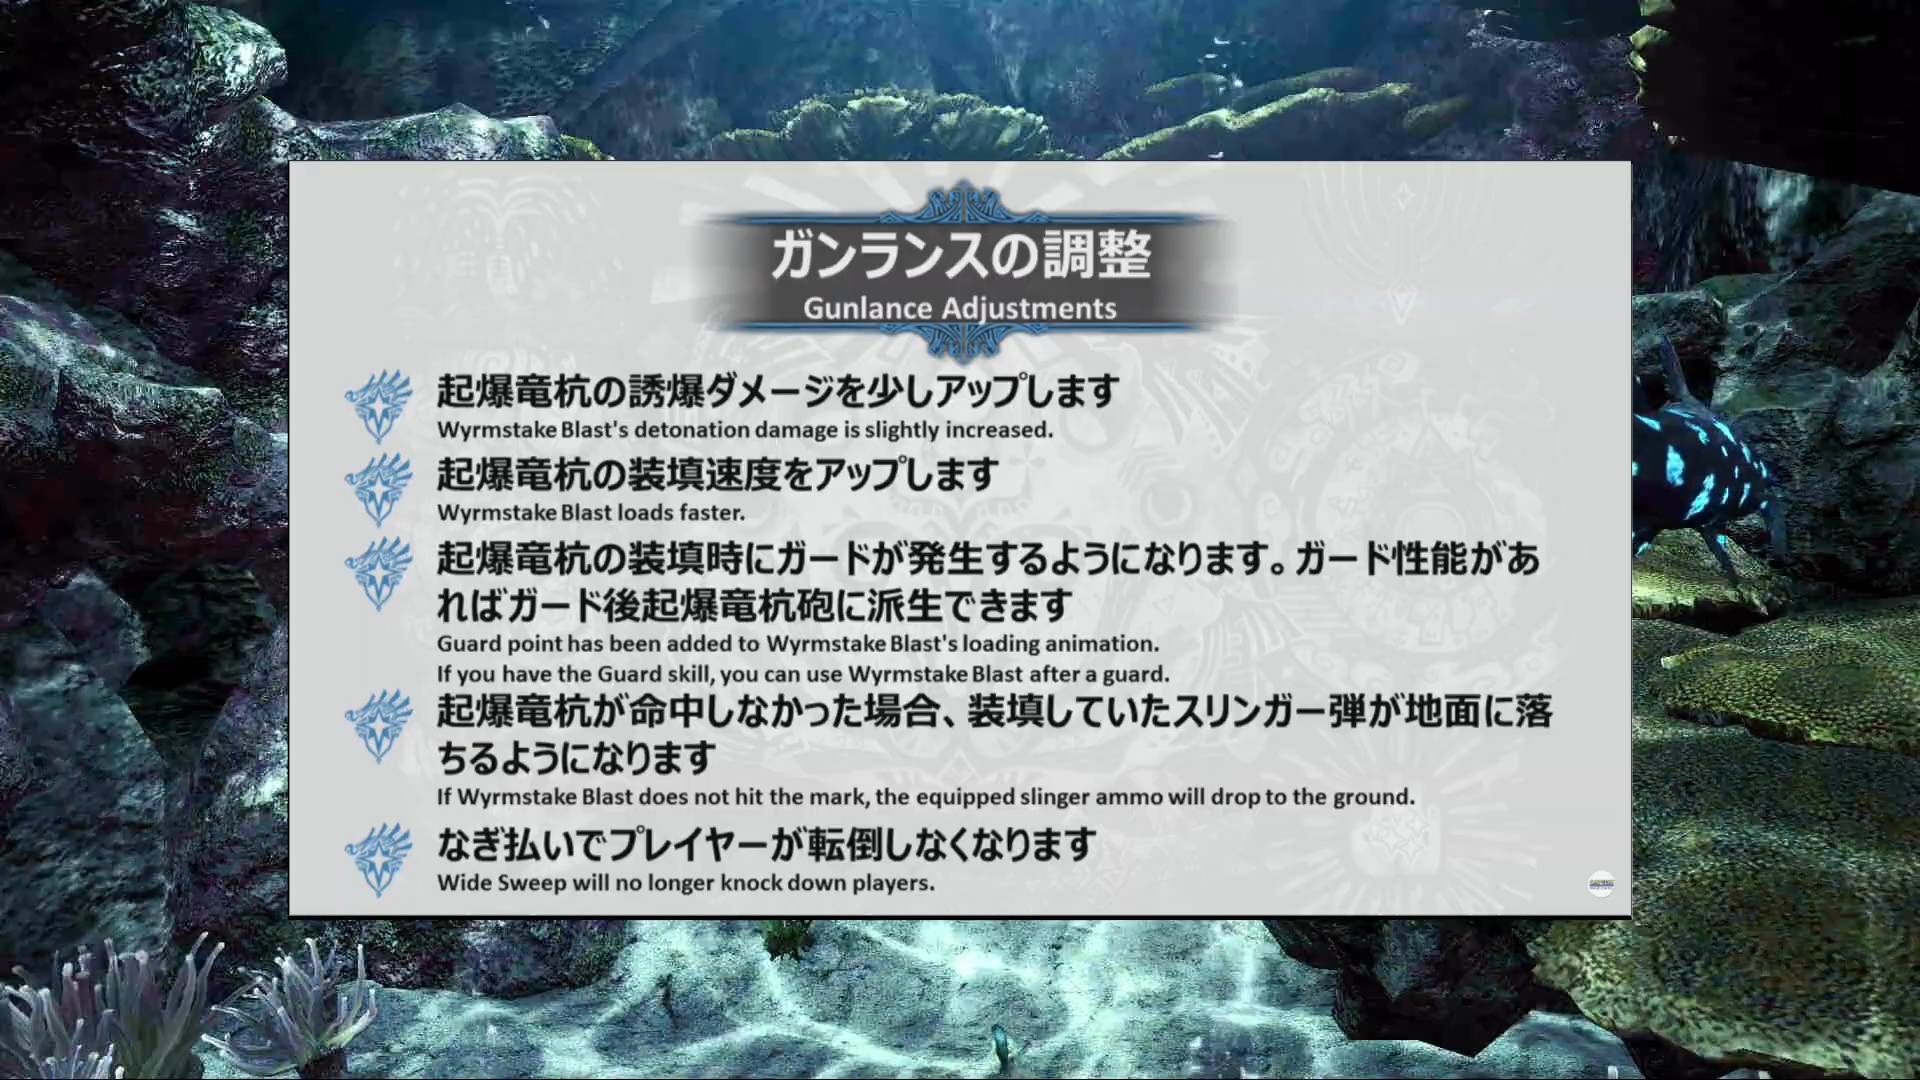 ガンランスの調整
Gunlance Adjustments
起爆竜杭の誘爆ダメージを少しアップします
Wyrmstake Blast's detonation damage is slightly increased.
起爆竜杭の装填速度をアップします
Wyrmstake Blast loads faster.
起爆竜杭の装填時にガードが発生するようになります。ガード性能があ
ればガード後起爆竜杭砲に派生できます
Guard point has been added to Wyrmstake Blast's loading animation.
If you have the Guard skill, you can use Wyrmstake Blast after a guard.
起爆竜杭が命中しなかった場合、装填していたスリンガー弾が地面に落
ちるようになります
If Wyrmstake Blast does not hit the mark, the equipped slinger ammo will drop to the ground.
なぎ払いでプレイヤーが転倒しなくなります
Wide Sweep will no longer knock down players.